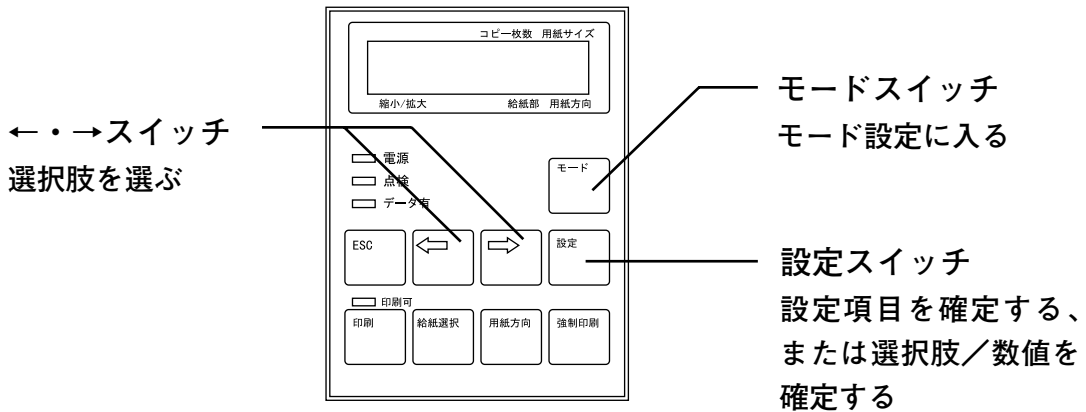 コピー枚数 用紙サイズ
縮小/拡大 給紙部 用紙方向
モードスイッチ
モード設定に入る
←・→スイッチ
選択肢を選ぶ
電源
点検
データ有
モード
ESC
設定
設定スイッチ
設定項目を確定する、
または選択肢／数値を
確定する
印刷可
印刷 給紙選択 用紙方向 強制印刷